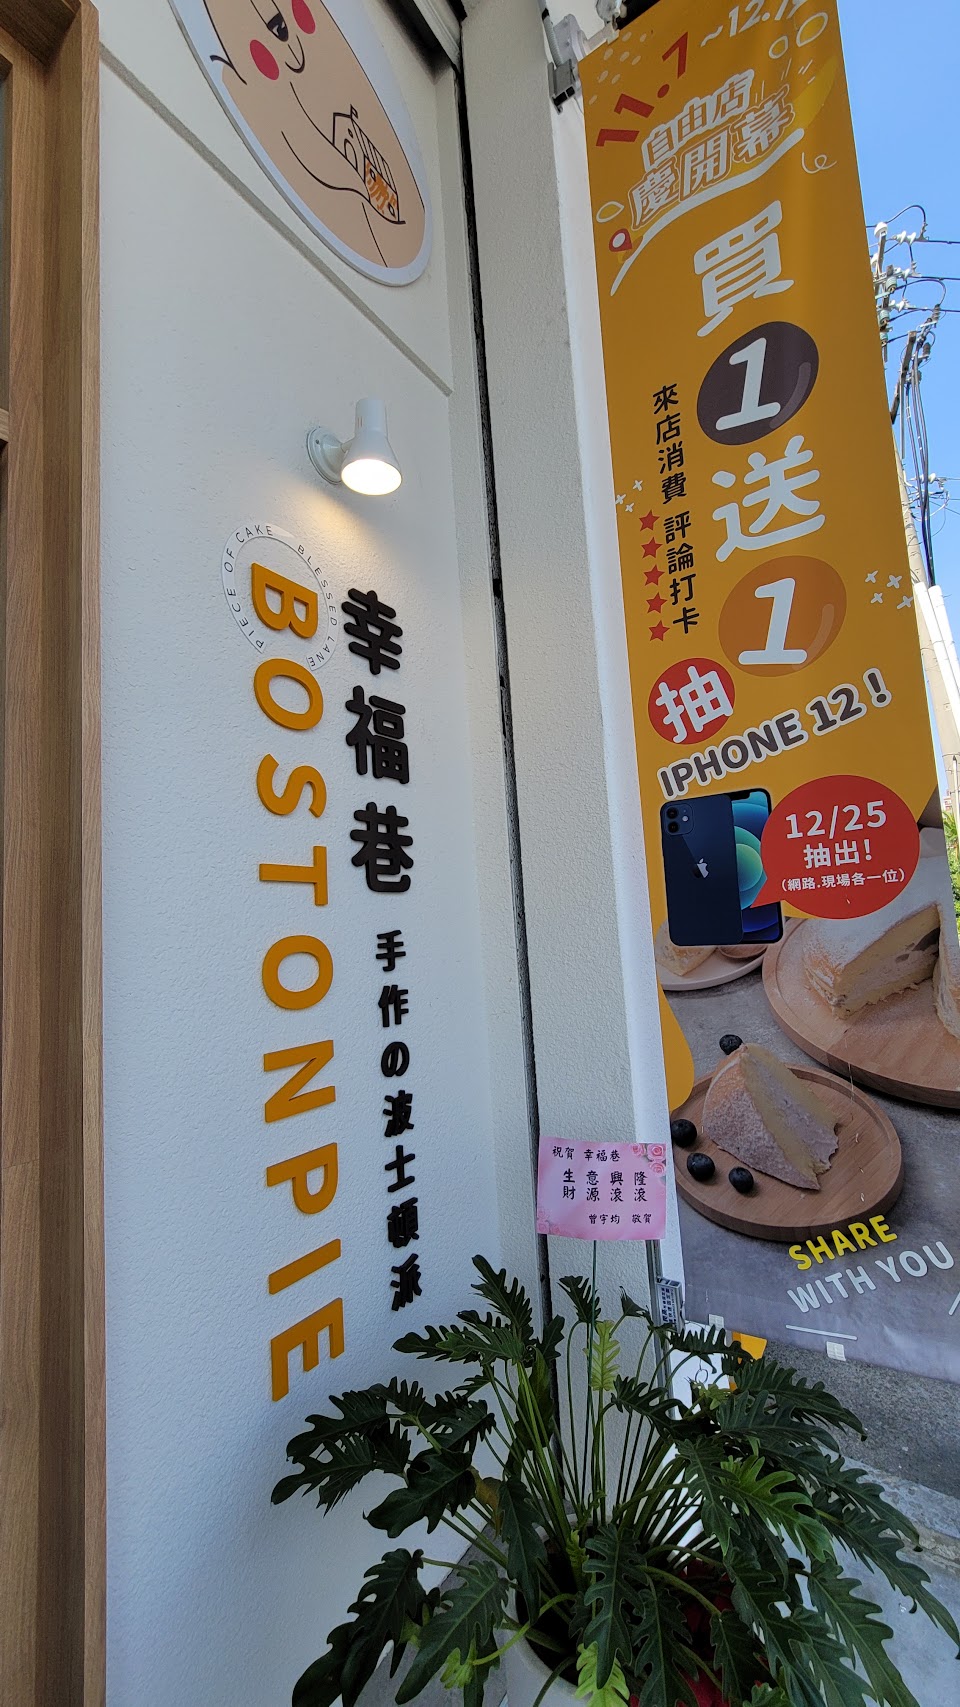 PIECE OF CAKE
BLESSED LANE
BOSTONPIE
幸福巷
手作の波士頓派
11.7~12.
自由店
慶開幕
買1送1
來店消費
評論打卡
抽
IPHONE 12！
12/25
抽出！
（網路.現場各一位）
SHARE
WITH YOU
祝賀 幸福巷
生意興隆
財源滾滾
曾宇均 敬賀